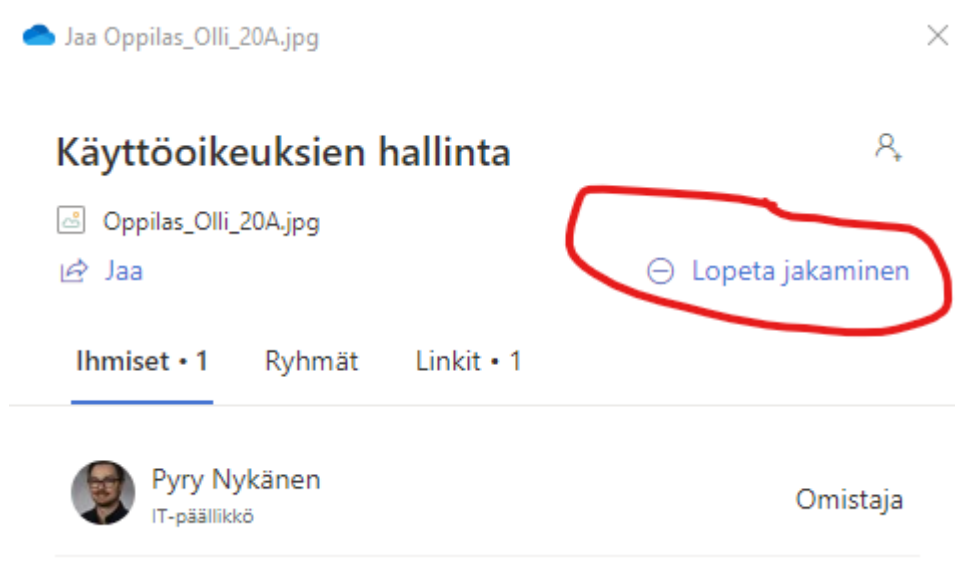 Jaa Oppilas_Olli_20A.jpg
Käyttöoikeuksien hallinta
Oppilas_Olli_20A.jpg
Jaa
Lopeta jakaminen
Ihmiset • 1 Ryhmät Linkit • 1
Pyry Nykänen
IT-päällikkö
Omistaja